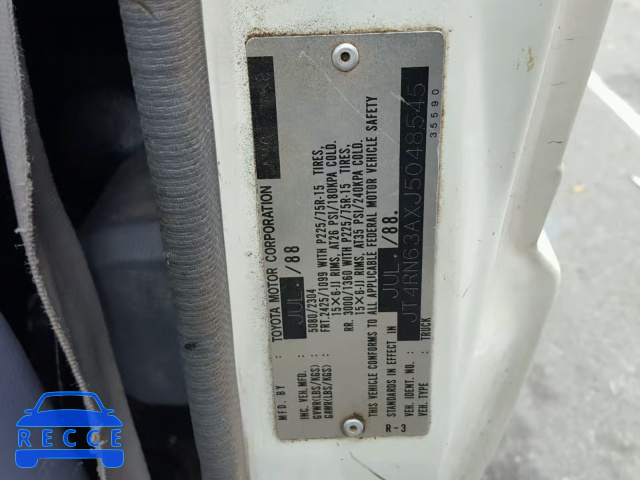 MFD. BY : TOYOTA MOTOR CORPORATION
INC. VEH. MFD. : JUL. /88
GVWR(LBS/KGS) 5080/2304
GAWR(LBS/KGS) FRT. 2425/1099 WITH P225/75R-15 TIRES,
15×6-JJ RIMS, AT26 PSI/180KPA COLD.
RR. 3000/1360 WITH P225/75R-15 TIRES,
15×6-JJ RIMS, AT35 PSI/240KPA COLD.
THIS VEHICLE CONFORMS TO ALL APPLICABLE FEDERAL MOTOR VEHICLE SAFETY
STANDARDS IN EFFECT IN JUL. /88.
VEH. IDENT. NO. : JT4RN63AXJ5048545
VEH. TYPE : TRUCK
35590
R-3
RECCE